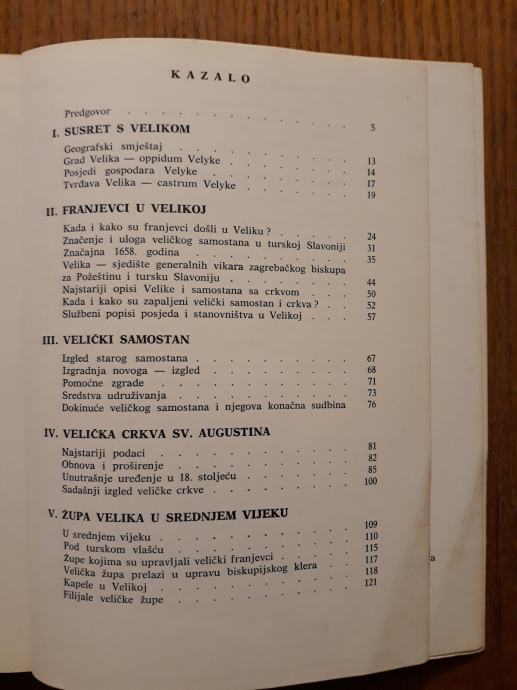 KAZALO
Predgovor . . . . . . . . . . . 5
I. SUSRET S VELIKOM
Geografski smještaj . . . . . . . . 13
Grad Velika — oppidum Velyke . . . . . . 14
Posjedi gospodara Velyke . . . . . . . 17
Tvrđava Velika — castrum Velyke . . . . . 19
II. FRANJEVCI U VELIKOJ
Kada i kako su franjevci došli u Veliku? . . . . 24
Značenje i uloga veličkog samostana u turskoj Slavoniji 31
Značajna 1658. godina . . . . . . . . 35
Velika — sjedište generalnih vikara zagrebačkog biskupa
za Požeštinu i tursku Slavoniju . . . . . . 44
Najstariji opisi Velike i samostana sa crkvom . . . 50
Kada i kako su zapaljeni velički samostan i crkva? . . 52
Službeni popisi posjeda i stanovništva u Velikoj . . . 57
III. VELIČKI SAMOSTAN
Izgled starog samostana . . . . . . . . 67
Izgradnja novoga — izgled . . . . . . . 68
Pomoćne zgrade . . . . . . . . . 71
Sredstva udruživanja . . . . . . . . 73
Dokinuće veličkog samostana i njegova konačna sudbina 76
IV. VELIČKA CRKVA SV. AUGUSTINA
Najstariji podaci . . . . . . . . . 81
Obnova i proširenje . . . . . . . . 82
Unutrašnje uređenje u 18. stoljeću . . . . . 85
Sadašnji izgled veličke crkve . . . . . . 100
V. ŽUPA VELIKA U SREDNJEM VIJEKU
U srednjem vijeku . . . . . . . . . 109
Pod turskom vlašću . . . . . . . . 110
Župe kojima su upravljali velički franjevci . . . . 115
Velička župa prelazi u upravu biskupijskog klera 117
Kapele u Velikoj . . . . . . . . . 118
Filijale veličke župe . . . . . . . . 121